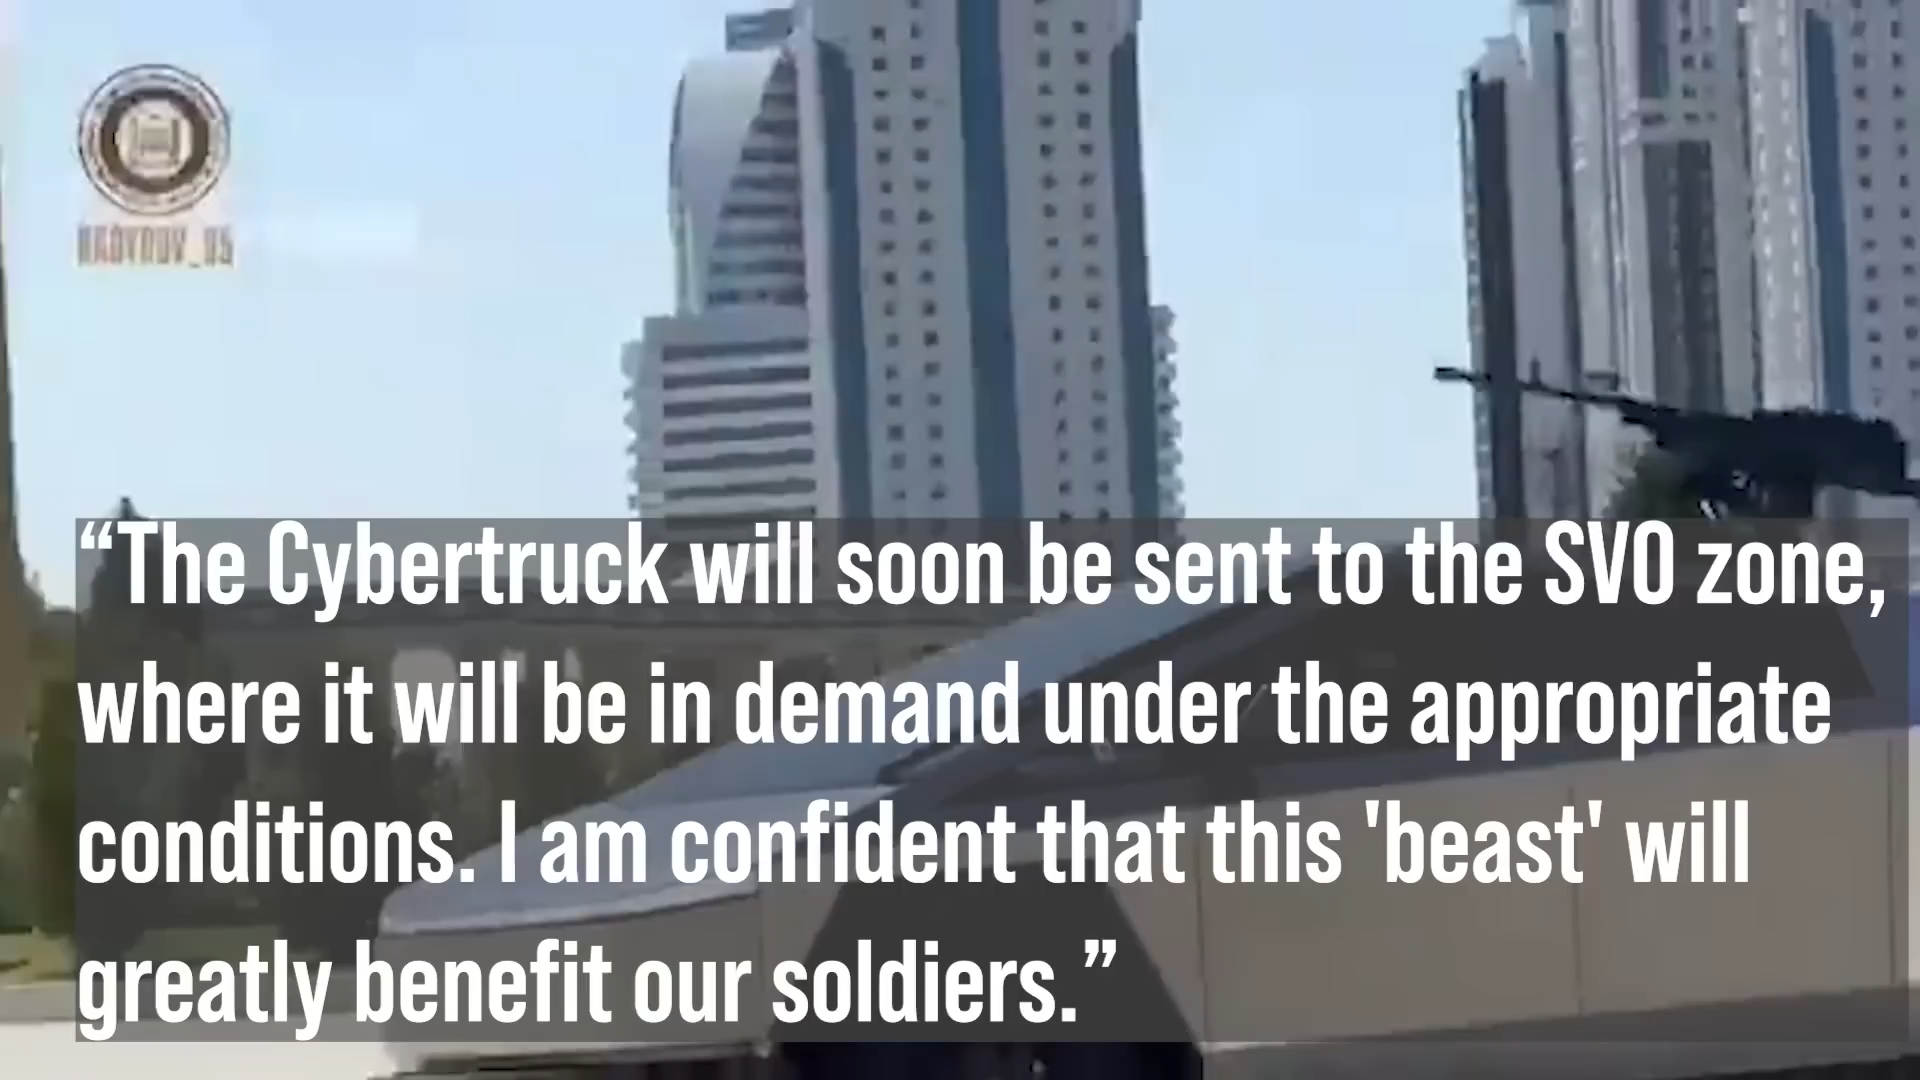 KADYROV_95
“The Cybertruck will soon be sent to the SVO zone,
where it will be in demand under the appropriate
conditions. I am confident that this 'beast' will
greatly benefit our soldiers.”